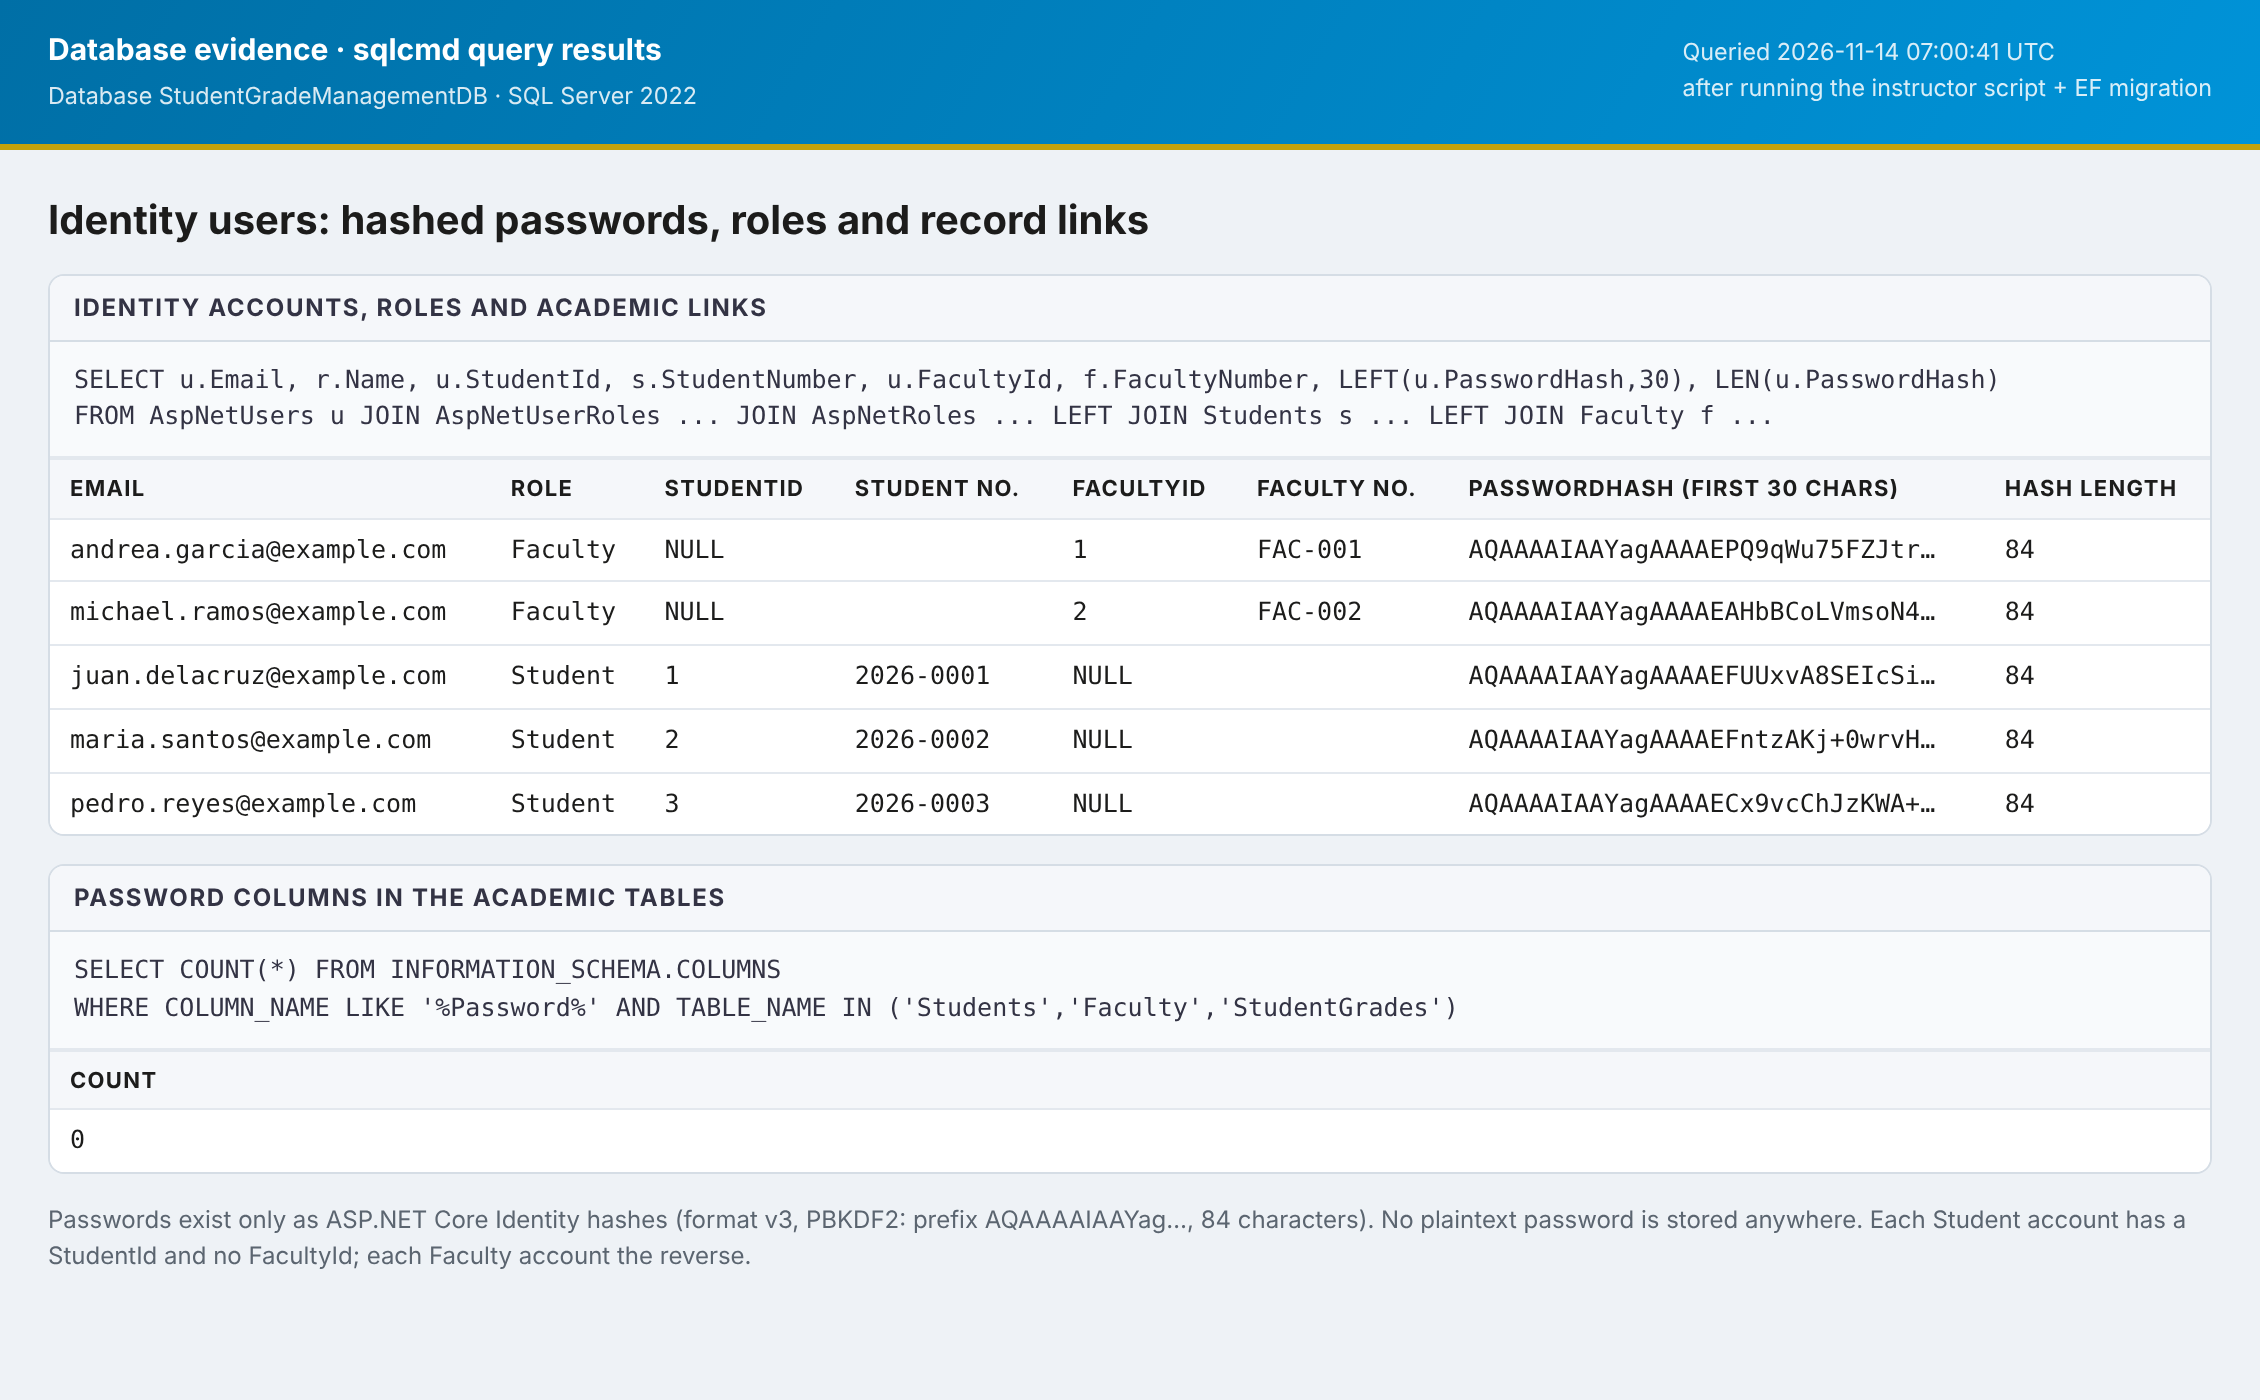 Database evidence · sqlcmd query results
Database StudentGradeManagementDB · SQL Server 2022
Queried 2026-11-14 07:00:41 UTC
after running the instructor script + EF migration
Identity users: hashed passwords, roles and record links
IDENTITY ACCOUNTS, ROLES AND ACADEMIC LINKS
SELECT u.Email, r.Name, u.StudentId, s.StudentNumber, u.FacultyId, f.FacultyNumber, LEFT(u.PasswordHash,30), LEN(u.PasswordHash)
FROM AspNetUsers u JOIN AspNetUserRoles ... JOIN AspNetRoles ... LEFT JOIN Students s ... LEFT JOIN Faculty f ...
EMAIL ROLE STUDENTID STUDENT NO. FACULTYID FACULTY NO. PASSWORDHASH (FIRST 30 CHARS) HASH LENGTH
andrea.garcia@example.com Faculty NULL 1 FAC-001 AQAAAAIAAYagAAAAEPQ9qWu75FZJtr… 84
michael.ramos@example.com Faculty NULL 2 FAC-002 AQAAAAIAAYagAAAAEAHbBCoLVmsoN4… 84
juan.delacruz@example.com Student 1 2026-0001 NULL AQAAAAIAAYagAAAAEFUUxvA8SEIcSi… 84
maria.santos@example.com Student 2 2026-0002 NULL AQAAAAIAAYagAAAAEFntzAKj+0wrvH… 84
pedro.reyes@example.com Student 3 2026-0003 NULL AQAAAAIAAYagAAAAECx9vcChJzKWA+… 84
PASSWORD COLUMNS IN THE ACADEMIC TABLES
SELECT COUNT(*) FROM INFORMATION_SCHEMA.COLUMNS
WHERE COLUMN_NAME LIKE '%Password%' AND TABLE_NAME IN ('Students','Faculty','StudentGrades')
COUNT
0
Passwords exist only as ASP.NET Core Identity hashes (format v3, PBKDF2: prefix AQAAAAIAAYag…, 84 characters). No plaintext password is stored anywhere. Each Student account has a
StudentId and no FacultyId; each Faculty account the reverse.